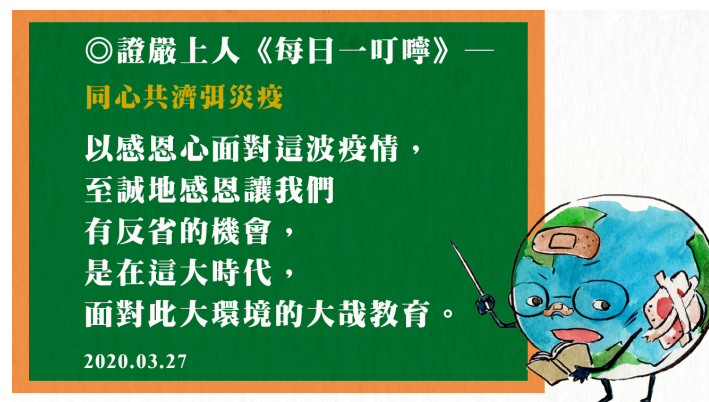 ◎證嚴上人《每日一叮嚀》—
同心共濟弭災疫
以感恩心面對這波疫情，
至誠地感恩讓我們
有反省的機會，
是在這大時代，
面對此大環境的大哉教育。
2020.03.27